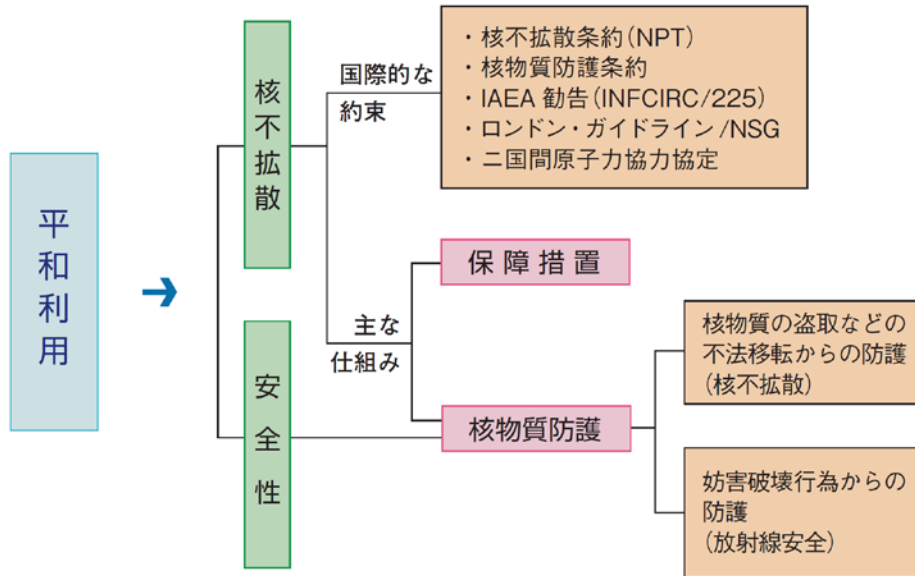 平和利用
核不拡散
国際的な
約束
・核不拡散条約(NPT)
・核物質防護条約
・IAEA 勧告(INFCIRC/225)
・ロンドン・ガイドライン/NSG
・二国間原子力協力協定
主な
仕組み
保障措置
安全性
核物質防護
核物質の盗取などの
不法移転からの防護
(核不拡散)
妨害破壊行為からの
防護
(放射線安全)